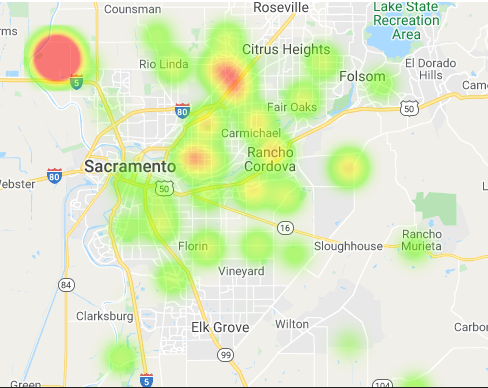 Counsman
Roseville
Lake State
Recreation
Area
rms
Citrus Heights
Rio Linda
El Dorado
Hills
Folsom
5
Cam
80
Fair Oaks
50
Carmichael
Sacramento
Rancho
Cordova
ebster
80
50
16
Rancho
Murieta
Florin
Sloughhouse
Vineyard
84
Clarksburg
Elk Grove
Wilton
Carbo
99
5
104
Green